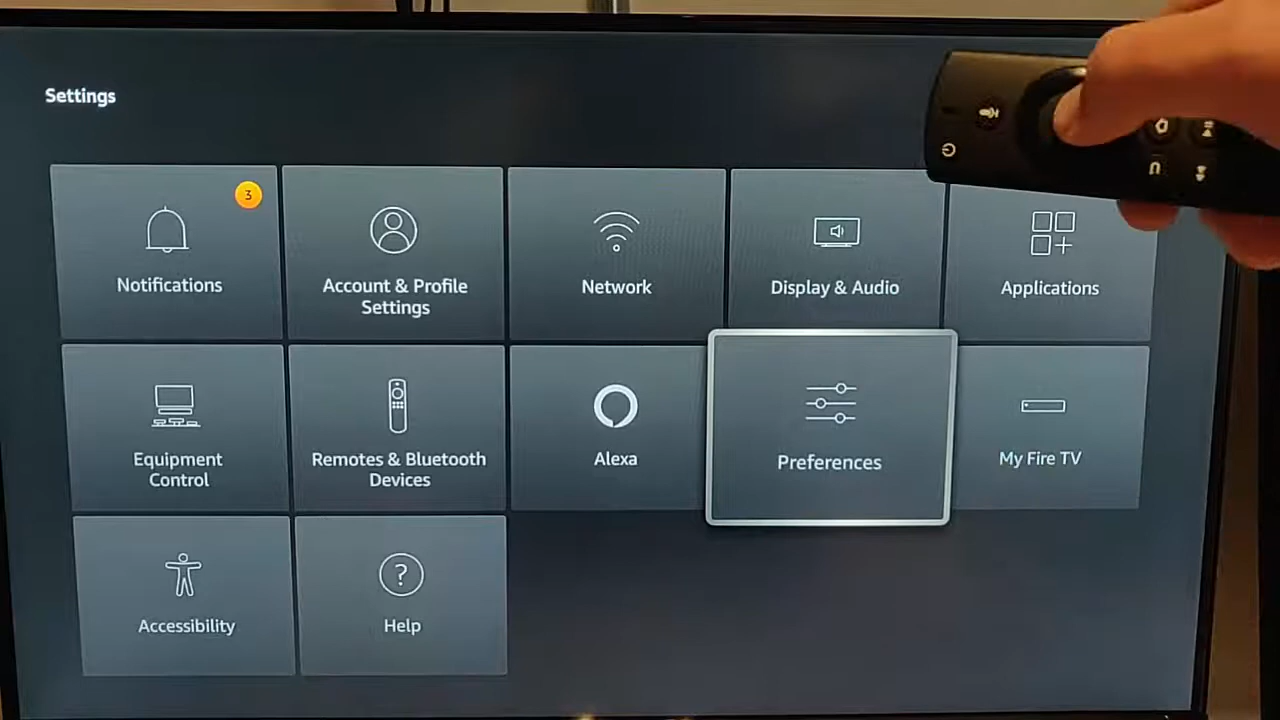 Settings
3
Notifications
Account & Profile
Settings
Network
Display & Audio
Applications
Equipment
Control
Remotes & Bluetooth
Devices
Alexa
Preferences
My Fire TV
Accessibility
?
Help